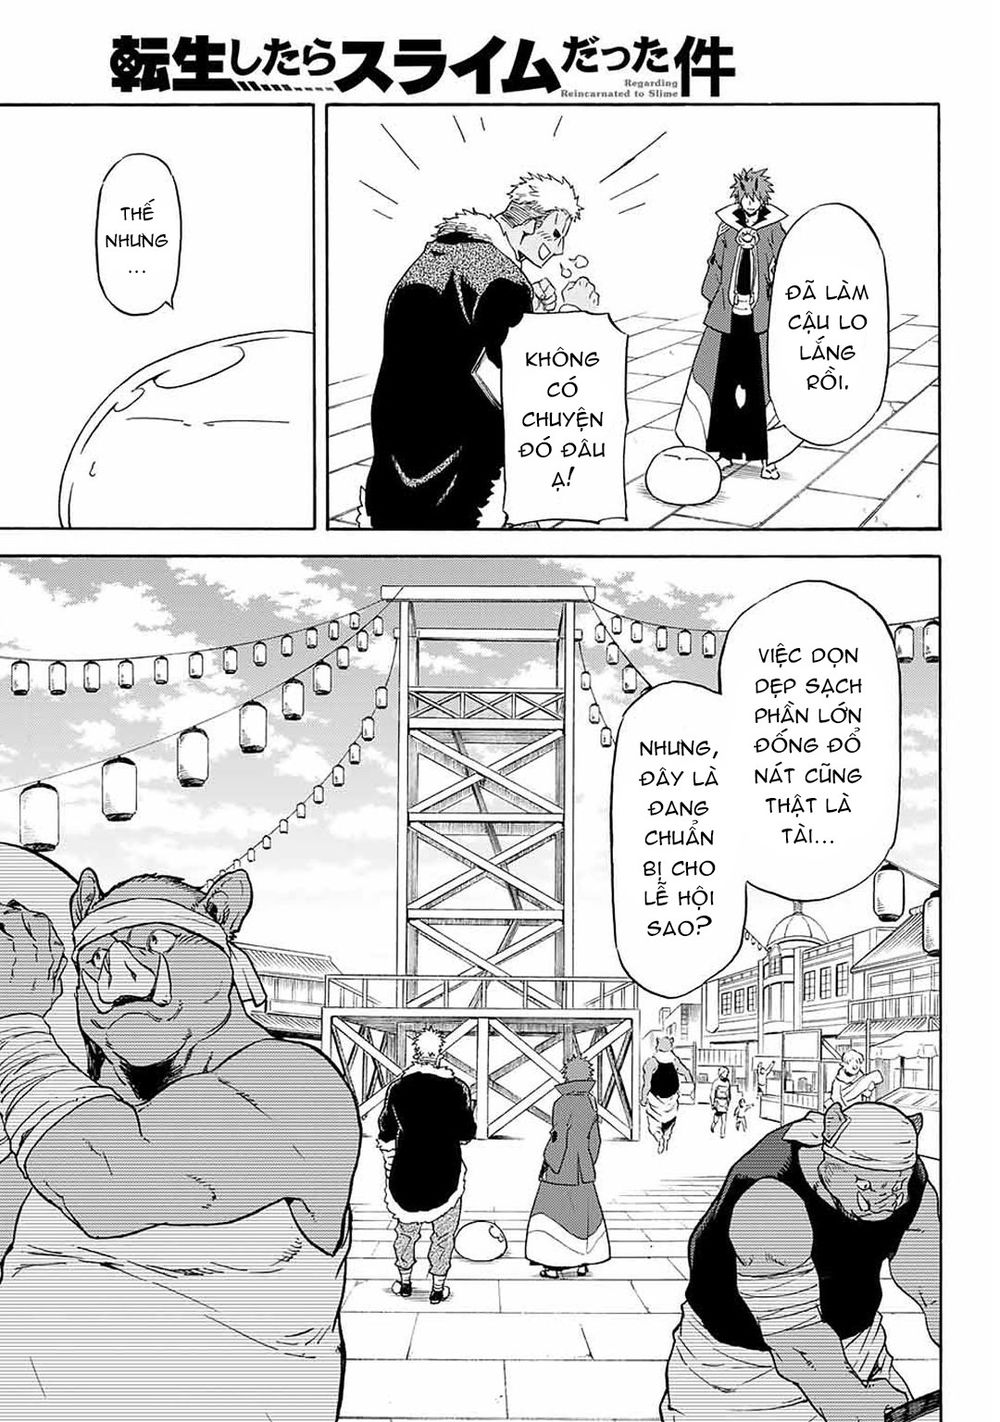 転生したらスライムだった件
Regarding
Reincarnated to Slime
ĐÃ LÀM
CẬU LO
LẮNG
RỒI.
KHÔNG
CÓ
CHUYỆN
ĐÓ ĐÂU
Ạ!
THẾ
NHƯNG
...
VIỆC DỌN
DẸP SẠCH
PHẦN LỚN
ĐỐNG ĐỔ
NÁT CŨNG
THẬT LÀ
TÀI...
NHƯNG,
ĐÂY LÀ
ĐANG
CHUẨN
BỊ CHO
LỄ HỘI
SAO?